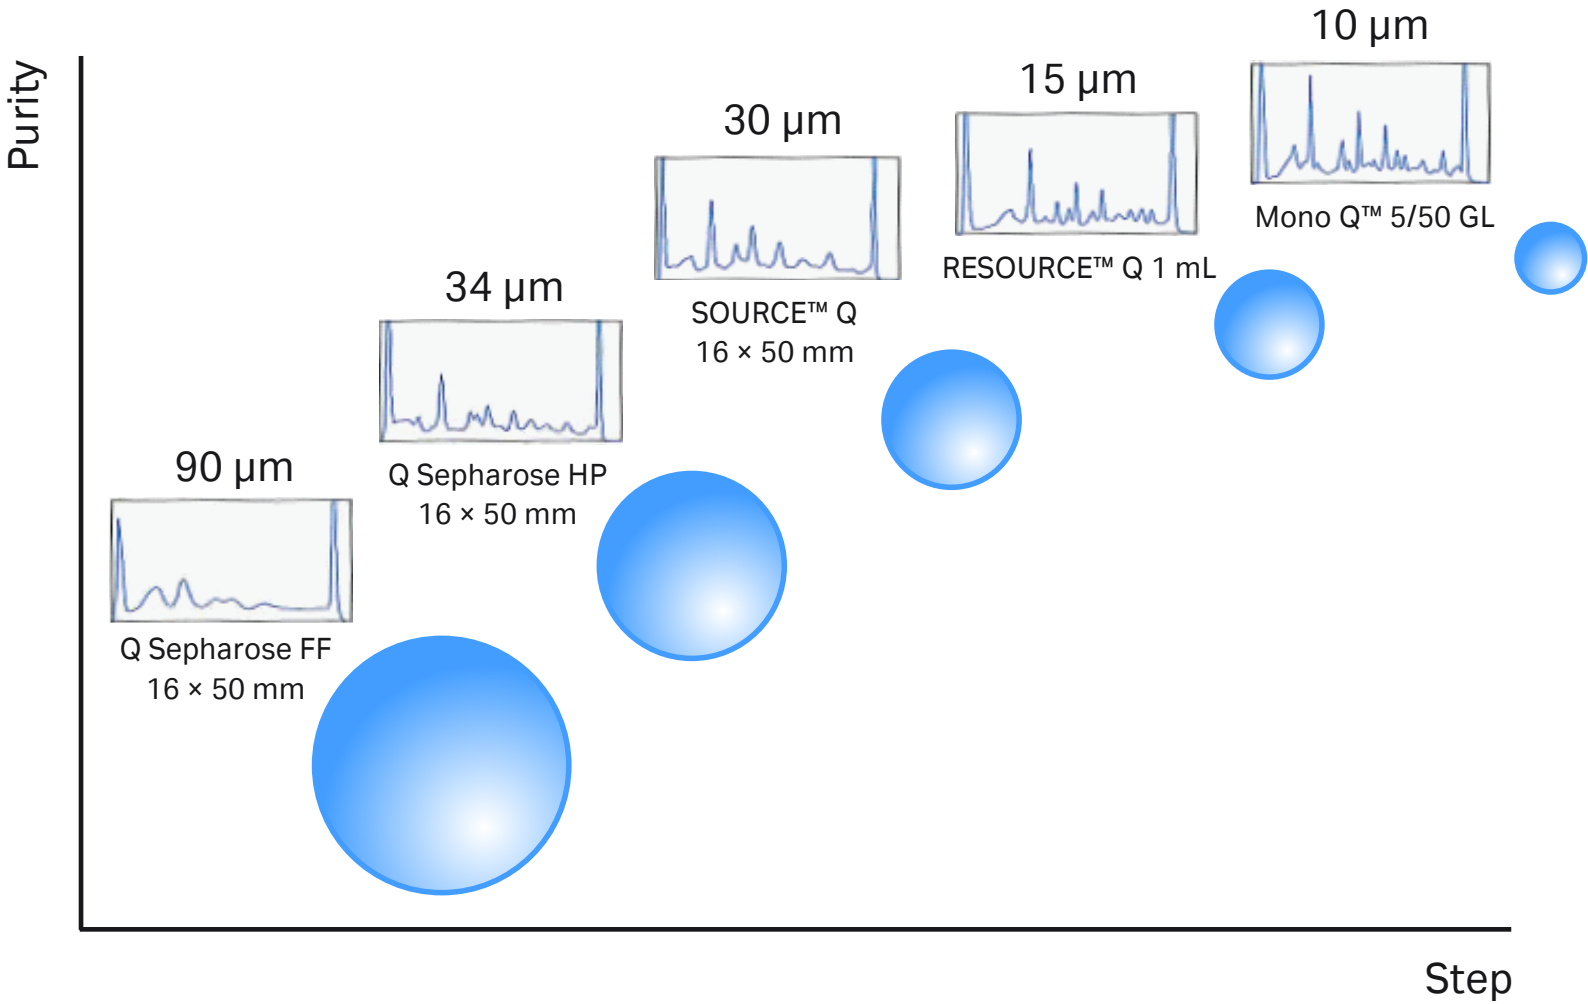 Purity
90 μm
Q Sepharose FF
16 × 50 mm
34 μm
Q Sepharose HP
16 × 50 mm
30 μm
SOURCE™ Q
16 × 50 mm
15 μm
RESOURCE™ Q 1 mL
10 μm
Mono Q™ 5/50 GL
Step